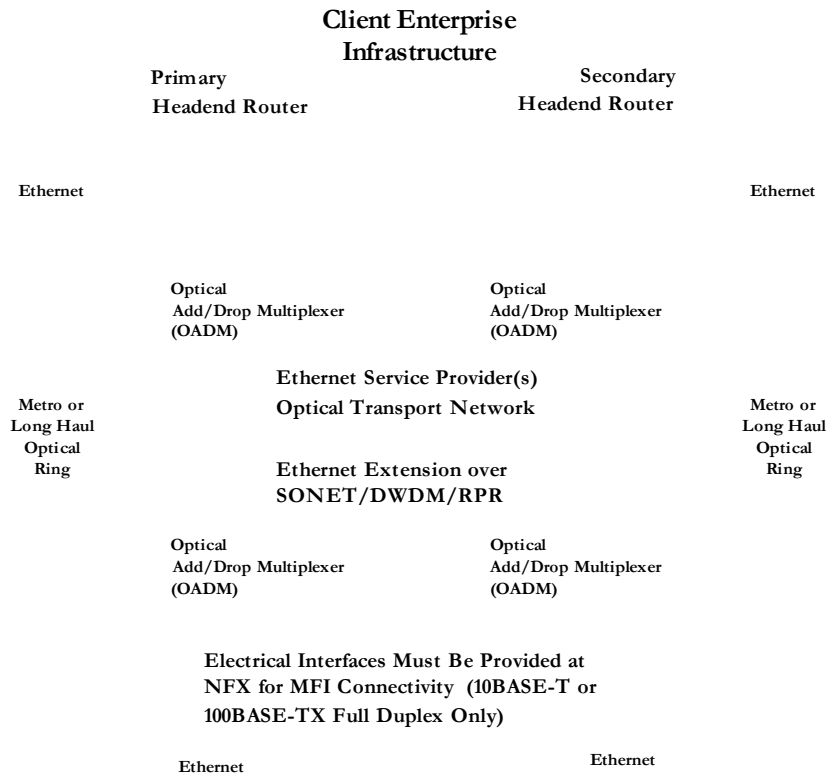 Client Enterprise
Infrastructure
Primary
Headend Router
Secondary
Headend Router
Ethernet
Ethernet
Optical
Add/Drop Multiplexer
(OADM)
Optical
Add/Drop Multiplexer
(OADM)
Ethernet Service Provider(s)
Optical Transport Network
Metro or
Long Haul
Optical
Ring
Metro or
Long Haul
Optical
Ring
Ethernet Extension over
SONET/DWDM/RPR
Optical
Add/Drop Multiplexer
(OADM)
Optical
Add/Drop Multiplexer
(OADM)
Electrical Interfaces Must Be Provided at
NFX for MFI Connectivity (10BASE-T or
100BASE-TX Full Duplex Only)
Ethernet
Ethernet